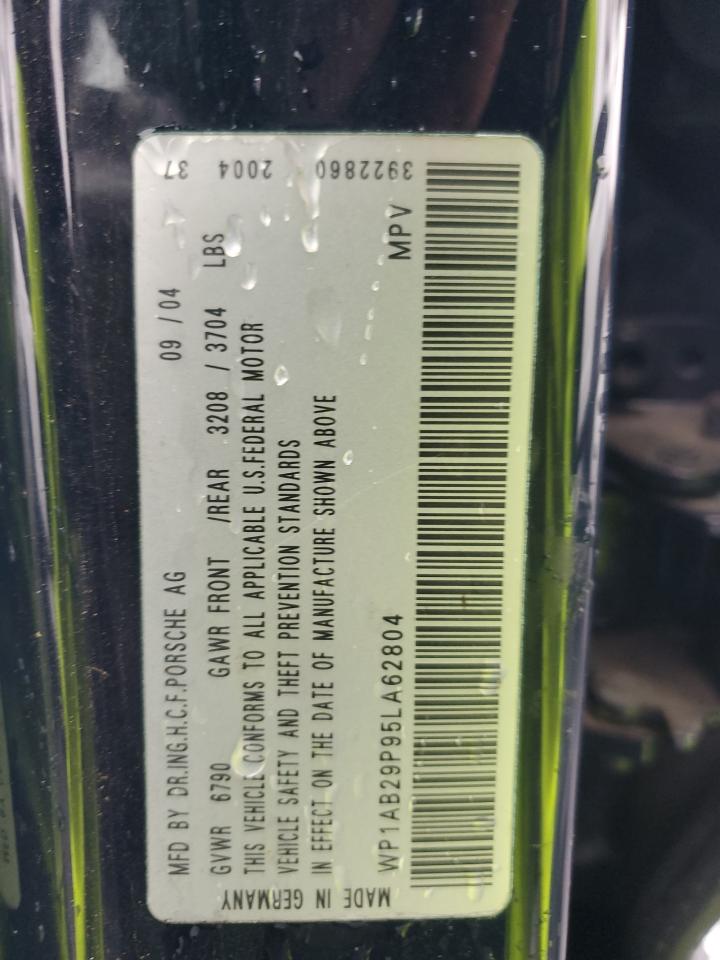 MFD BY DR.ING.H.C.F.PORSCHE AG 09 / 04
GVWR 6790 GAWR FRONT /REAR 3208 / 3704 LBS
THIS VEHICLE CONFORMS TO ALL APPLICABLE U.S.FEDERAL MOTOR
VEHICLE SAFETY AND THEFT PREVENTION STANDARDS
IN EFFECT ON THE DATE OF MANUFACTURE SHOWN ABOVE
WP1AB29P95LA62804 MPV
MADE IN GERMANY
3922860 2004 37